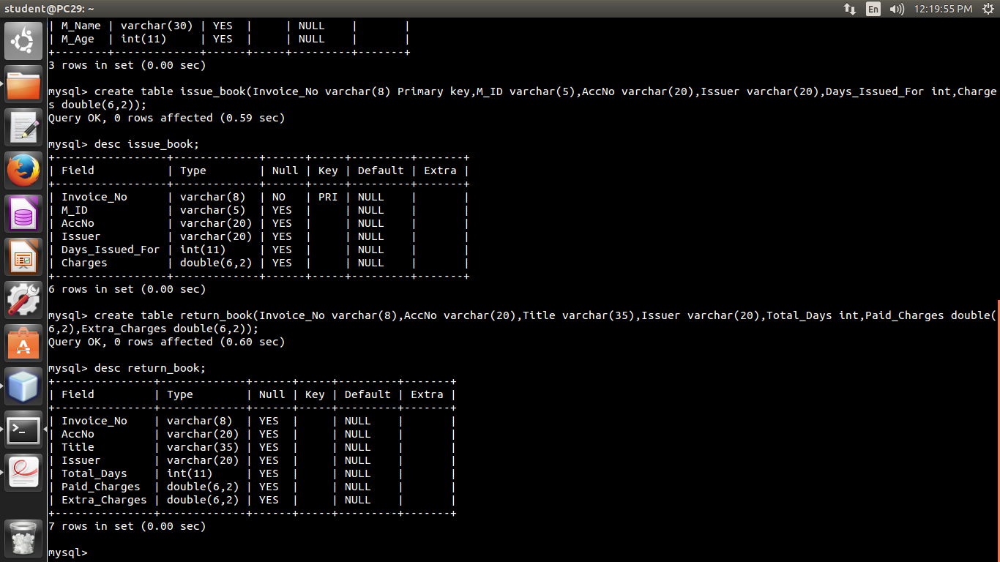 student@PC29: ~
En
12:19:55 PM
| M_Name | varchar(30) | YES  |     | NULL    |       |
| M_Age  | int(11)     | YES  |     | NULL    |       |
+--------+-------------+------+-----+---------+-------+
3 rows in set (0.00 sec)
mysql> create table issue_book(Invoice_No varchar(8) Primary key,M_ID varchar(5),AccNo varchar(20),Issuer varchar(20),Days_Issued_For int,Charge
s double(6,2));
Query OK, 0 rows affected (0.59 sec)
mysql> desc issue_book;
+-----------------+-------------+------+-----+---------+-------+
| Field           | Type        | Null | Key | Default | Extra |
+-----------------+-------------+------+-----+---------+-------+
| Invoice_No      | varchar(8)  | NO   | PRI | NULL    |       |
| M_ID            | varchar(5)  | YES  |     | NULL    |       |
| AccNo           | varchar(20) | YES  |     | NULL    |       |
| Issuer          | varchar(20) | YES  |     | NULL    |       |
| Days_Issued_For | int(11)     | YES  |     | NULL    |       |
| Charges         | double(6,2) | YES  |     | NULL    |       |
+-----------------+-------------+------+-----+---------+-------+
6 rows in set (0.00 sec)
mysql> create table return_book(Invoice_No varchar(8),AccNo varchar(20),Title varchar(35),Issuer varchar(20),Total_Days int,Paid_Charges double(
6,2),Extra_Charges double(6,2));
Query OK, 0 rows affected (0.60 sec)
mysql> desc return_book;
+---------------+-------------+------+-----+---------+-------+
| Field         | Type        | Null | Key | Default | Extra |
+---------------+-------------+------+-----+---------+-------+
| Invoice_No    | varchar(8)  | YES  |     | NULL    |       |
| AccNo         | varchar(20) | YES  |     | NULL    |       |
| Title         | varchar(35) | YES  |     | NULL    |       |
| Issuer        | varchar(20) | YES  |     | NULL    |       |
| Total_Days    | int(11)     | YES  |     | NULL    |       |
| Paid_Charges  | double(6,2) | YES  |     | NULL    |       |
| Extra_Charges | double(6,2) | YES  |     | NULL    |       |
+---------------+-------------+------+-----+---------+-------+
7 rows in set (0.00 sec)
mysql>